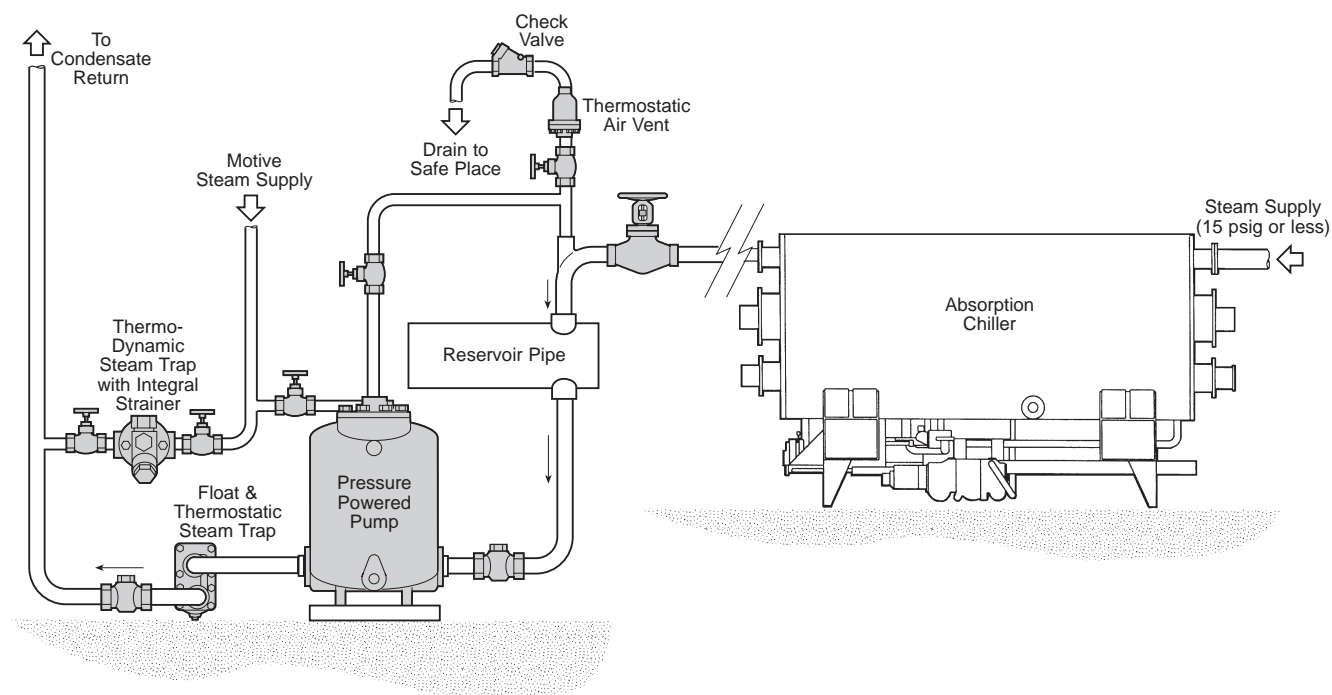 To
Condensate
Return
Check
Valve
Thermostatic
Air Vent
Drain to
Safe Place
Motive
Steam Supply
Steam Supply
(15 psig or less)
Absorption
Chiller
Reservoir Pipe
Thermo-
Dynamic
Steam Trap
with Integral
Strainer
Float &
Thermostatic
Steam Trap
Pressure
Powered
Pump